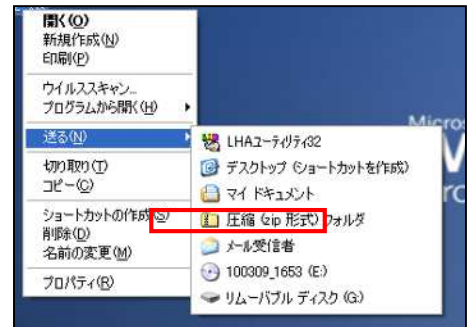 開く(O)
新規作成(N)
印刷(P)
ウイルススキャン...
プログラムから開く(H)
送る(N)
切り取り(T)
コピー(C)
ショートカットの作成(S)
削除(D)
名前の変更(M)
プロパティ(R)
LHAユーティリティ32
デスクトップ (ショートカットを作成)
マイ ドキュメント
圧縮 (zip 形式) フォルダ
メール受信者
100309_1653 (E:)
リムーバブル ディスク (G:)
Micros